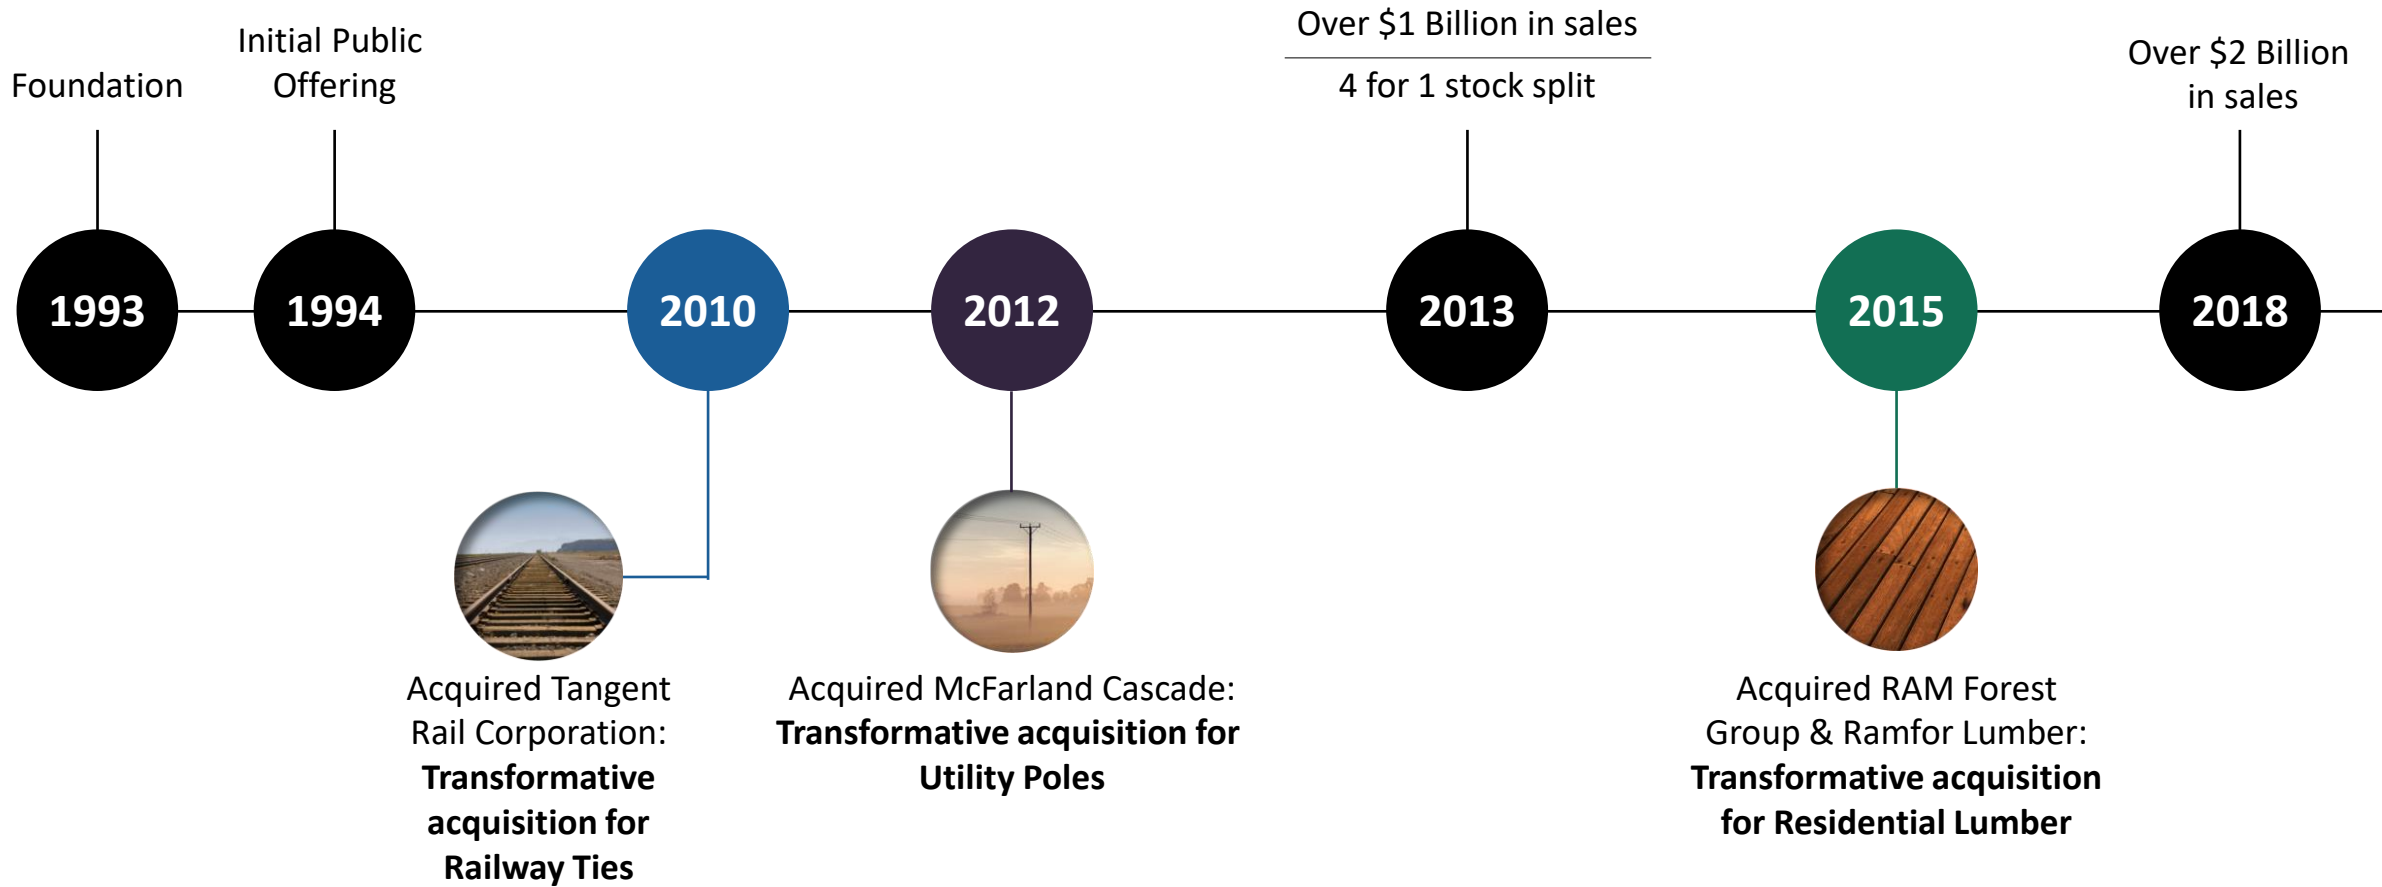 Foundation
Initial Public
Offering
Over $1 Billion in sales
4 for 1 stock split
Over $2 Billion
in sales
1993
1994
2010
2012
2013
2015
2018
Acquired Tangent
Rail Corporation:
Transformative
acquisition for
Railway Ties
Acquired McFarland Cascade:
Transformative acquisition for
Utility Poles
Acquired RAM Forest
Group & Ramfor Lumber:
Transformative acquisition
for Residential Lumber